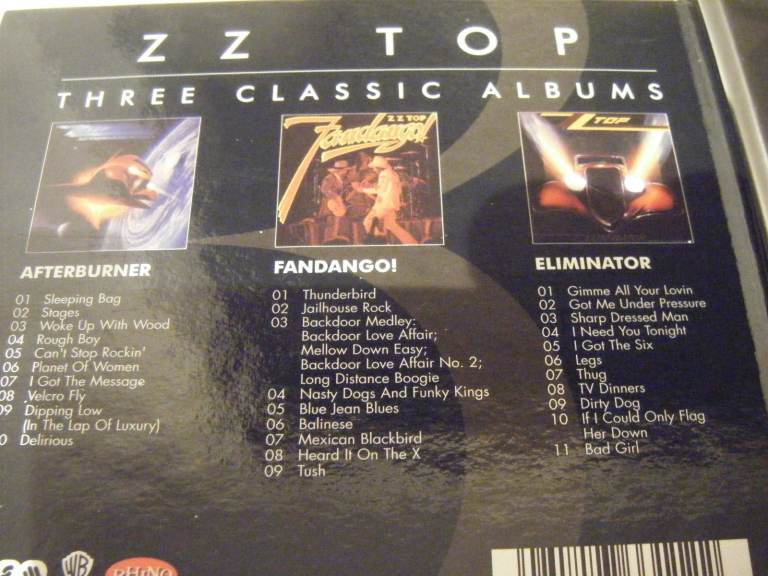 ZZ TOP
THREE CLASSIC ALBUMS
AFTERBURNER
01 Sleeping Bag
02 Stages
03 Woke Up With Wood
04 Rough Boy
05 Can't Stop Rockin'
06 Planet Of Women
07 I Got The Message
08 Velcro Fly
09 Dipping Low
(In The Lap Of Luxury)
0 Delirious
ZZ TOP
Fandango!
FANDANGO!
01 Thunderbird
02 Jailhouse Rock
03 Backdoor Medley:
Backdoor Love Affair;
Mellow Down Easy;
Backdoor Love Affair No. 2;
Long Distance Boogie
04 Nasty Dogs And Funky Kings
05 Blue Jean Blues
06 Balinese
07 Mexican Blackbird
08 Heard It On The X
09 Tush
ZZ TOP
ELIMINATOR
01 Gimme All Your Lovin
02 Got Me Under Pressure
03 Sharp Dressed Man
04 I Need You Tonight
05 I Got The Six
06 Legs
07 Thug
08 TV Dinners
09 Dirty Dog
10 If I Could Only Flag
Her Down
11 Bad Girl
WB
RHINO